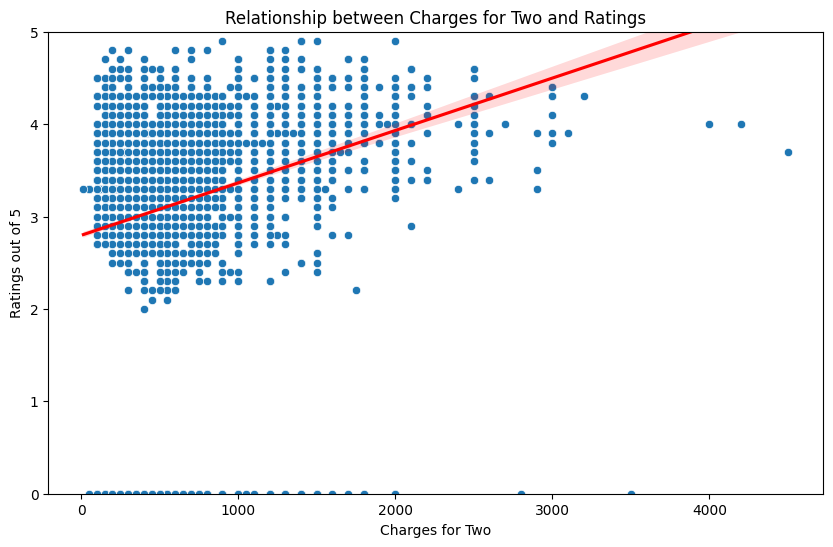 Relationship between Charges for Two and Ratings
5
4
3
2
1
0
Ratings out of 5
0 1000 2000 3000 4000
Charges for Two